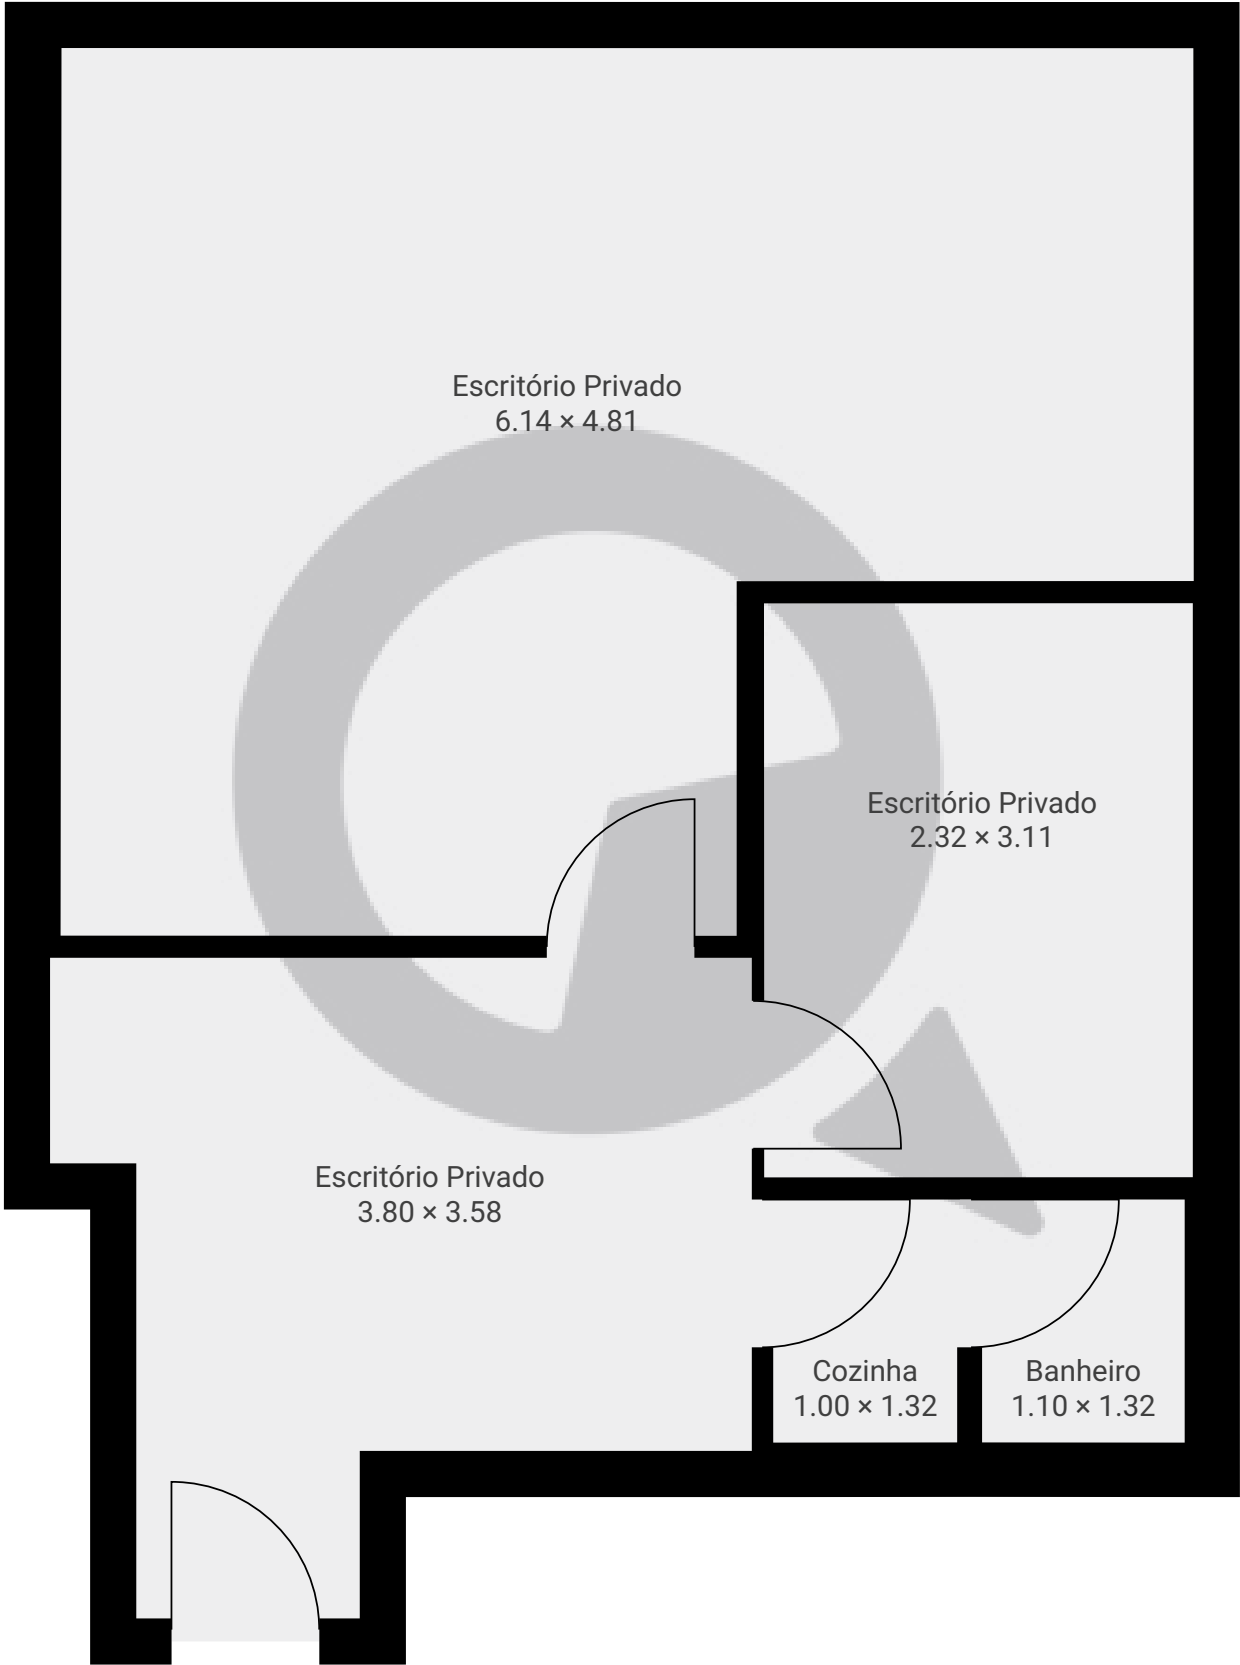 Escritório Privado
6.14 × 4.81
Escritório Privado
2.32 × 3.11
Escritório Privado
3.80 × 3.58
Cozinha
1.00 × 1.32
Banheiro
1.10 × 1.32